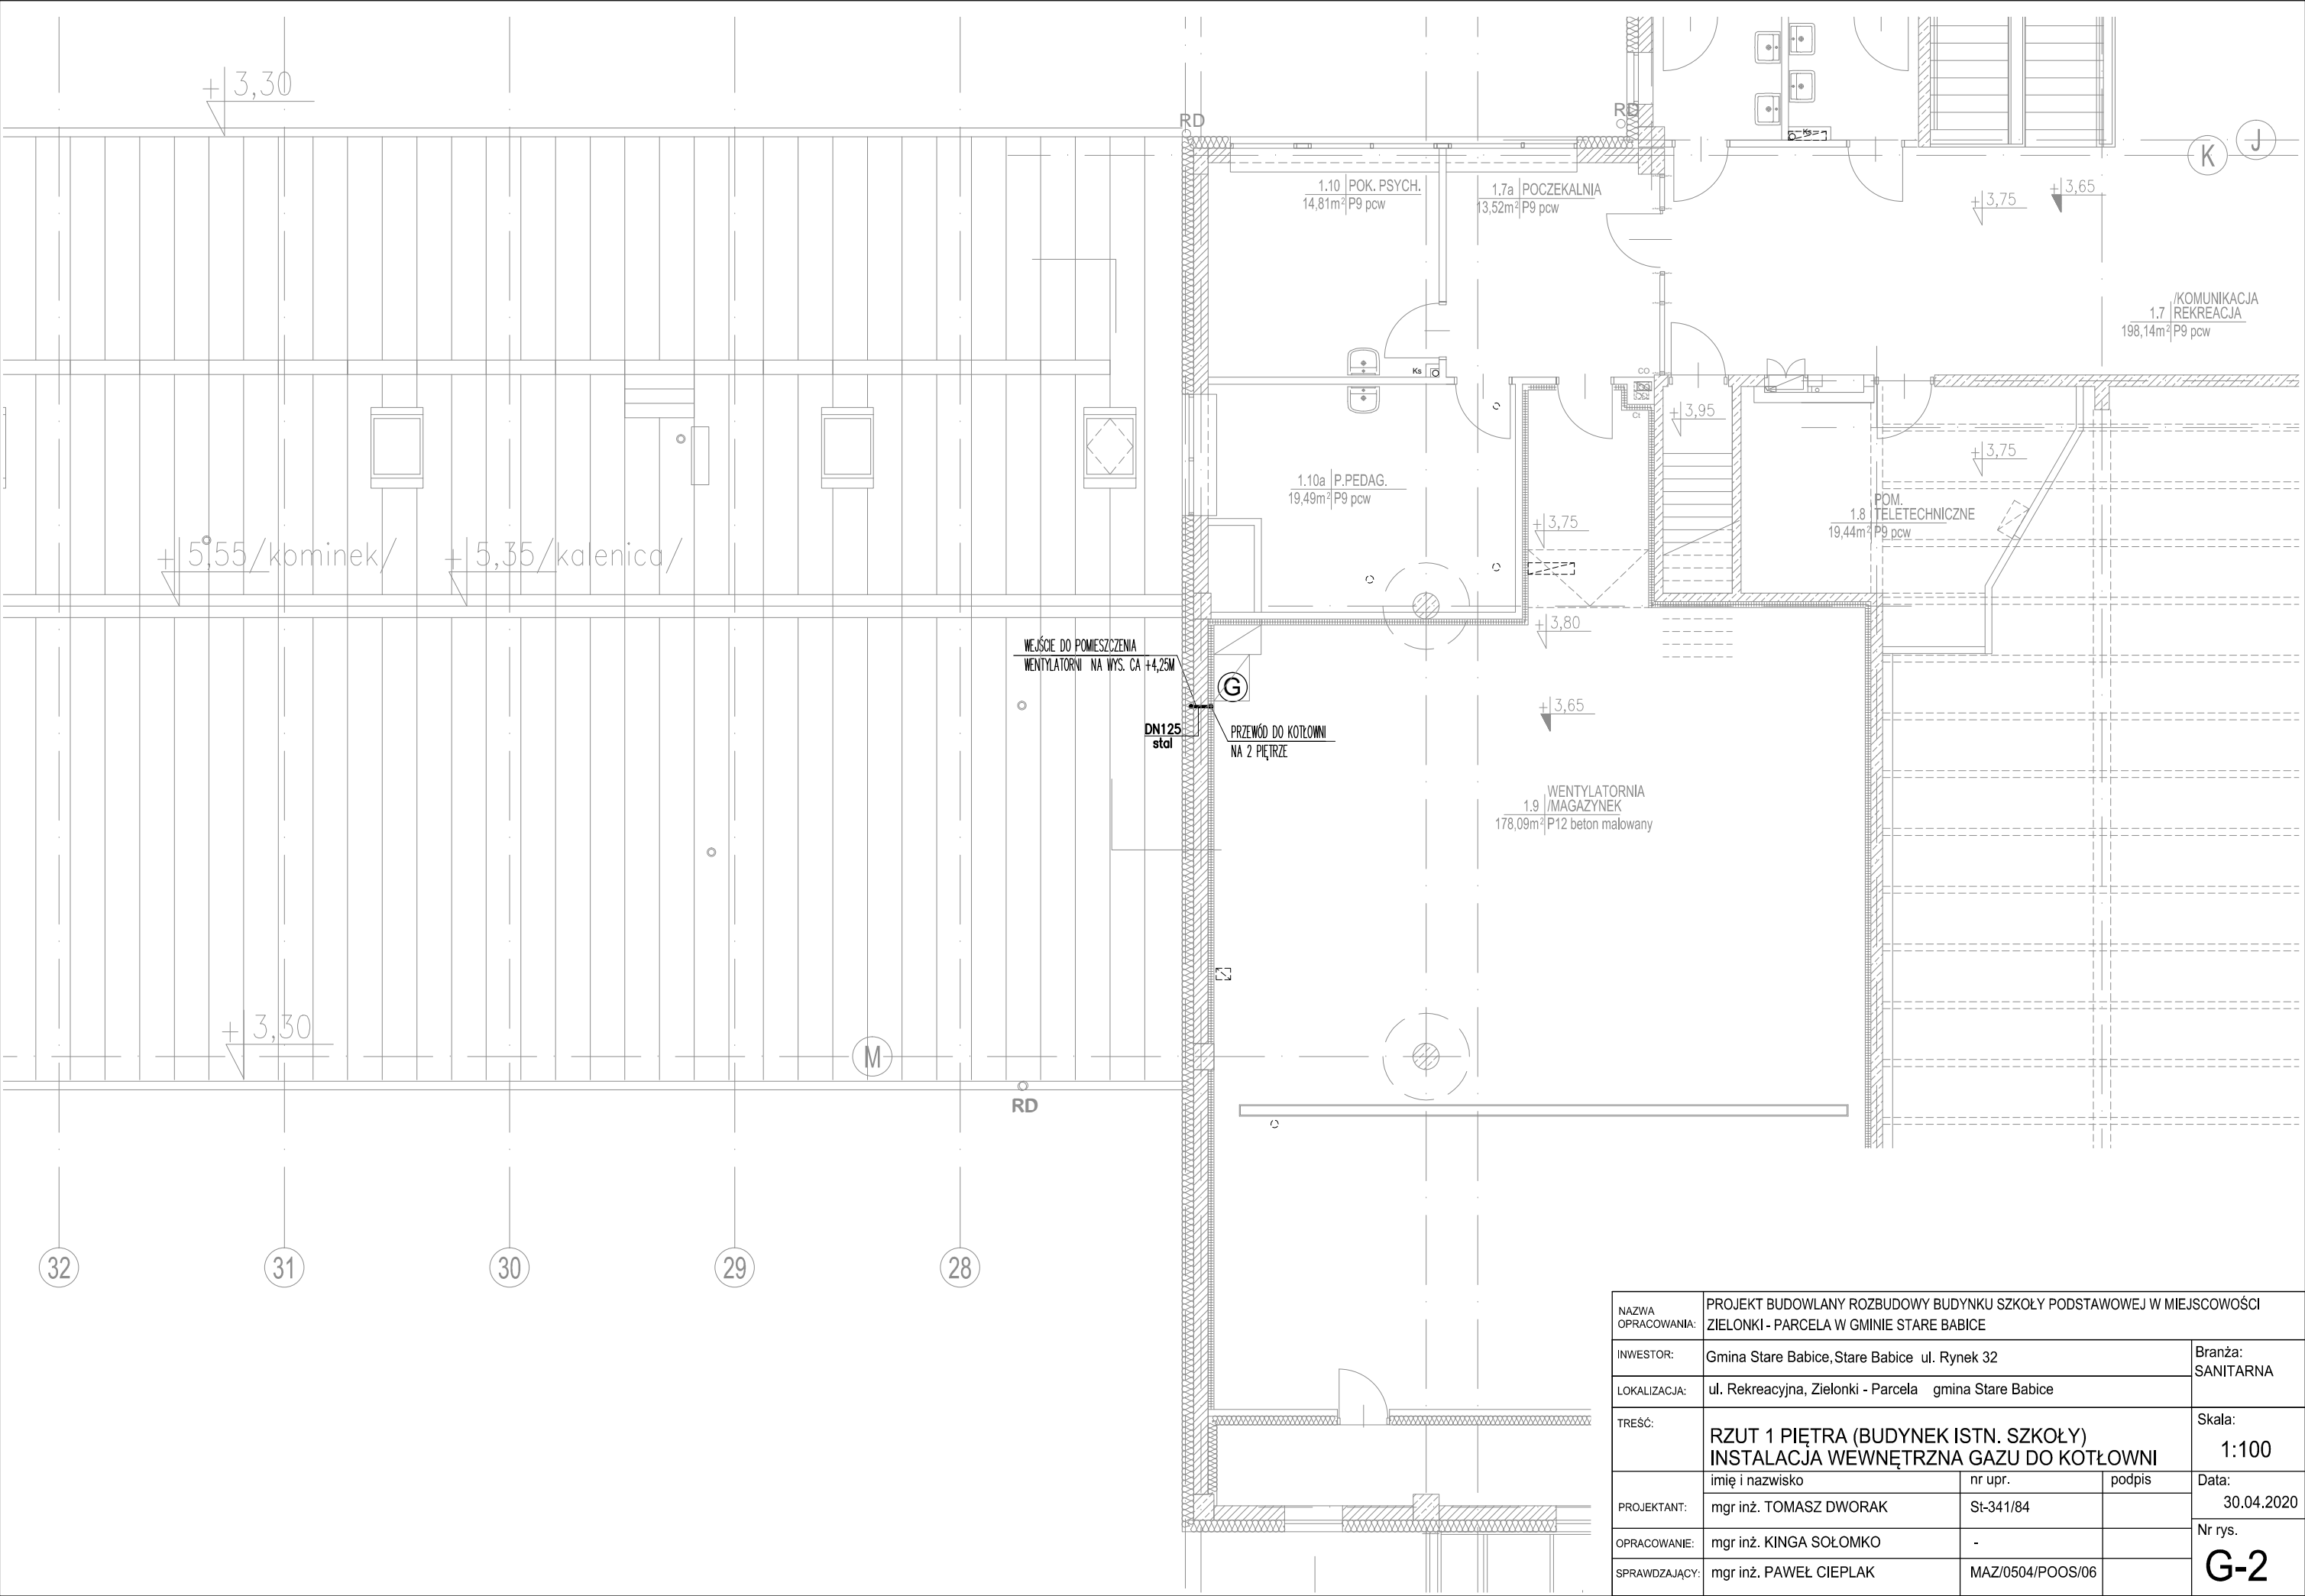 +3,30
RD
RD
Ks
K
J
1.10 POK. PSYCH.
14,81m² P9 pcw
1.7a POCZEKALNIA
13,52m² P9 pcw
+3,75
+3,65
/KOMUNIKACJA
1.7 REKREACJA
198,14m² P9 pcw
Ks
CO
Ct
+3,95
+3,75
1.10a P.PEDAG.
19,49m² P9 pcw
POM.
1.8 TELETECHNICZNE
19,44m² P9 pcw
+3,75
+5,55/kominek/
+5,35/kalenica/
+3,80
WEJŚCIE DO POMIESZCZENIA
WENTYLATORNI NA WYS. CA +4,25M
G
+3,65
DN125
stal
PRZEWÓD DO KOTŁOWNI
NA 2 PIĘTRZE
WENTYLATORNIA
1.9 /MAGAZYNEK
178,09m² P12 beton malowany
+3,30
M
RD
32
31
30
29
28
NAZWA
OPRACOWANIA:
PROJEKT BUDOWLANY ROZBUDOWY BUDYNKU SZKOŁY PODSTAWOWEJ W MIEJSCOWOŚCI
ZIELONKI - PARCELA W GMINIE STARE BABICE
INWESTOR:
Gmina Stare Babice, Stare Babice ul. Rynek 32
Branża:
SANITARNA
LOKALIZACJA:
ul. Rekreacyjna, Zielonki - Parcela gmina Stare Babice
TREŚĆ:
RZUT 1 PIĘTRA (BUDYNEK ISTN. SZKOŁY)
INSTALACJA WEWNĘTRZNA GAZU DO KOTŁOWNI
Skala:
1:100
imię i nazwisko
nr upr.
podpis
Data:
30.04.2020
PROJEKTANT:
mgr inż. TOMASZ DWORAK
St-341/84
OPRACOWANIE:
mgr inż. KINGA SOŁOMKO
-
Nr rys.
G-2
SPRAWDZAJĄCY:
mgr inż. PAWEŁ CIEPLAK
MAZ/0504/POOS/06